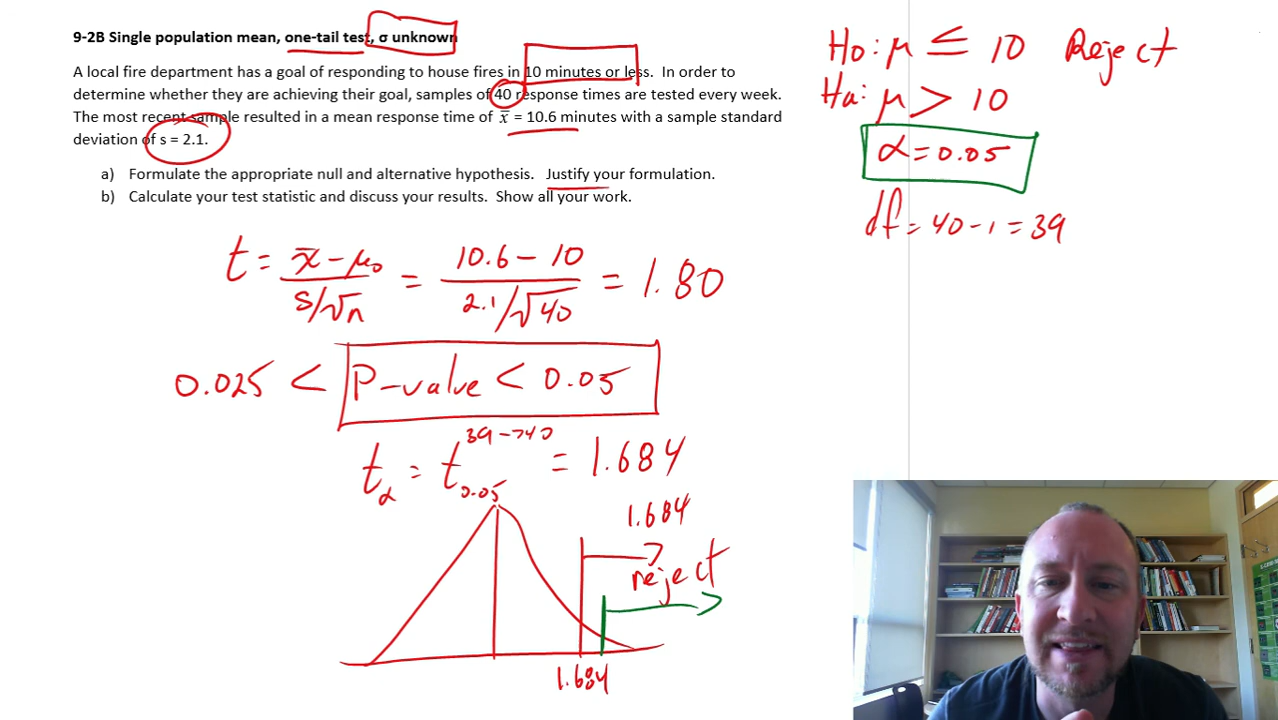 9-2B Single population mean, one-tail test, σ unknown
A local fire department has a goal of responding to house fires in 10 minutes or less. In order to
determine whether they are achieving their goal, samples of 40 response times are tested every week.
The most recent sample resulted in a mean response time of x̄ = 10.6 minutes with a sample standard
deviation of s = 2.1.
a) Formulate the appropriate null and alternative hypothesis. Justify your formulation.
b) Calculate your test statistic and discuss your results. Show all your work.
t = (x̄ - μ₀)/(s/√n) = (10.6 - 10)/(2.1/√40) = 1.80
0.025 < P-value < 0.05
t_α = t_0.05^39→40 = 1.684
1.684
reject
1.684
Ho: μ ≤ 10 Reject
Ha: μ > 10
α = 0.05
df = 40 - 1 = 39